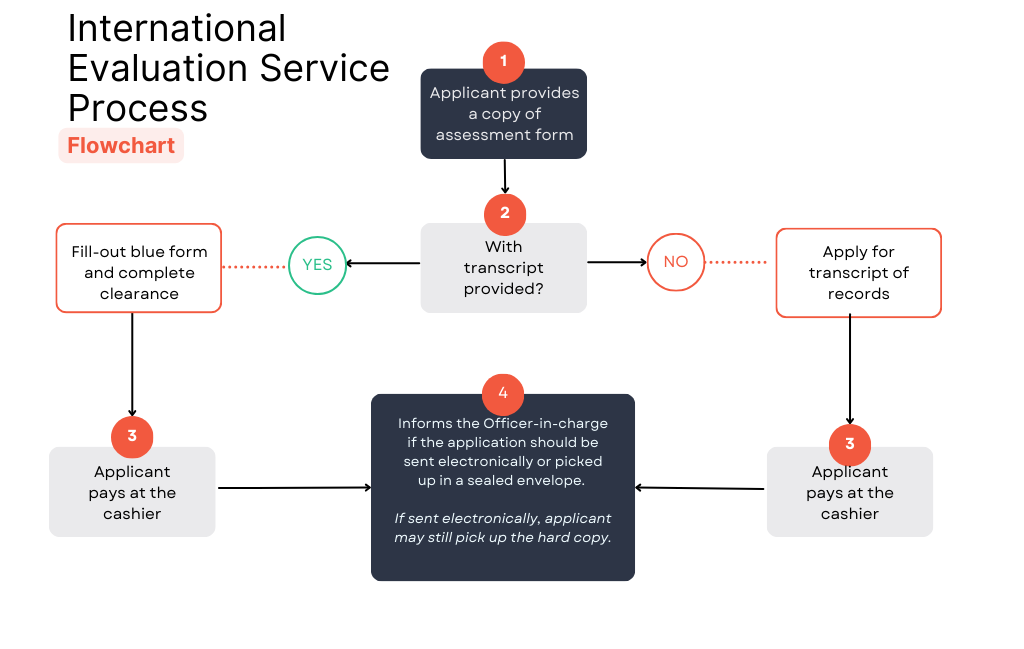 International
Evaluation Service
Process
Flowchart
1
Applicant provides
a copy of
assessment form
2
With
transcript
provided?
YES
NO
Fill-out blue form
and complete
clearance
Apply for
transcript of
records
3
Applicant
pays at the
cashier
4
Informs the Officer-in-charge
if the application should be
sent electronically or picked
up in a sealed envelope.
If sent electronically, applicant
may still pick up the hard copy.
3
Applicant
pays at the
cashier